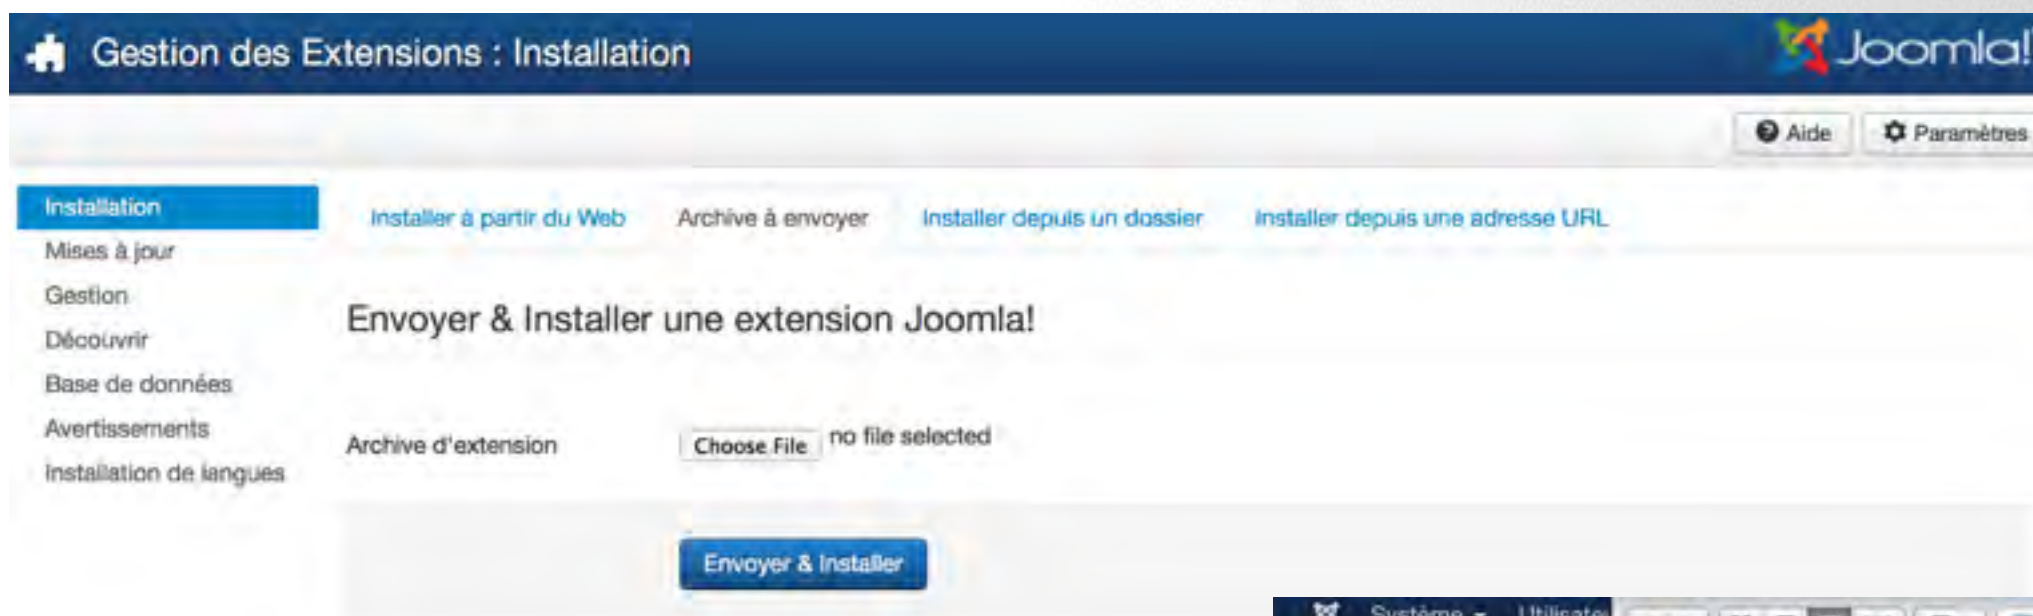 Gestion des Extensions : Installation
Joomla!
Aide
Paramètres
Installation
Mises à jour
Gestion
Découvrir
Base de données
Avertissements
Installation de langues
Installer à partir du Web
Archive à envoyer
Installer depuis un dossier
Installer depuis une adresse URL
Envoyer & Installer une extension Joomla!
Archive d'extension
Choose File no file selected
Envoyer & Installer
Système